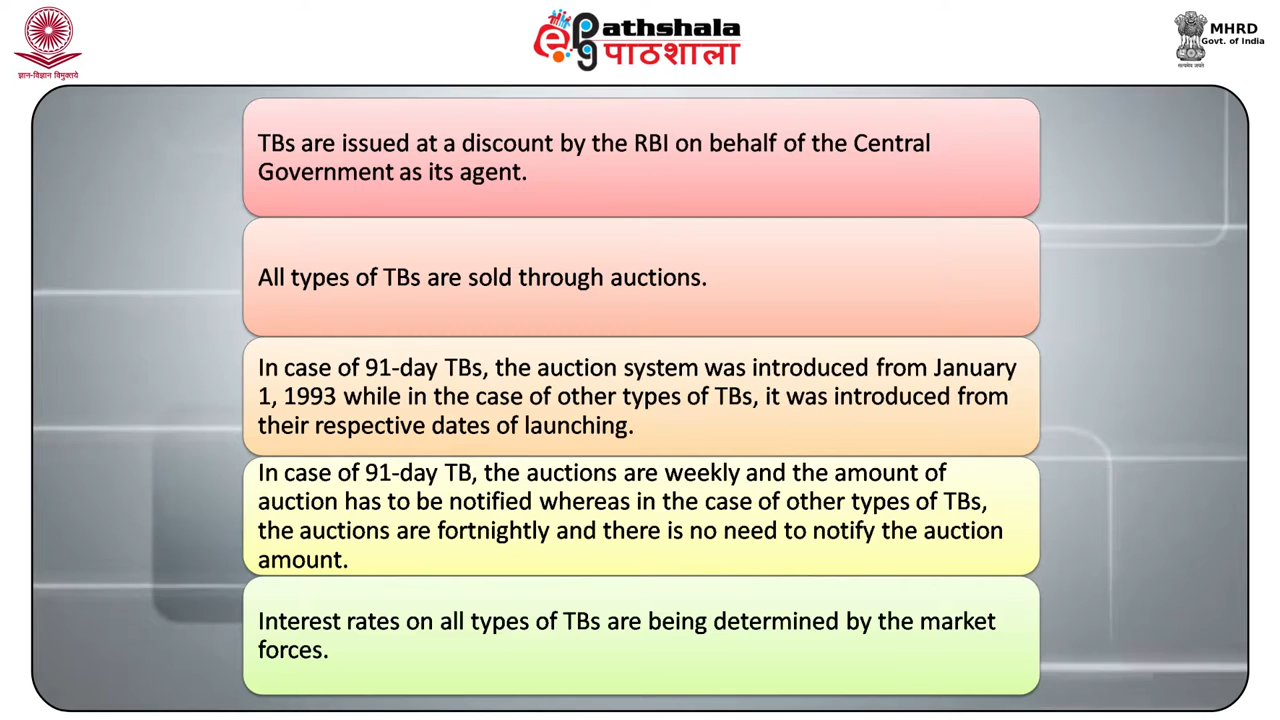 ज्ञान-विज्ञान विमुक्तये
epg Pathshala
पाठशाला
MHRD
Govt. of India
सत्यमेव जयते
TBs are issued at a discount by the RBI on behalf of the Central
Government as its agent.
All types of TBs are sold through auctions.
In case of 91-day TBs, the auction system was introduced from January
1, 1993 while in the case of other types of TBs, it was introduced from
their respective dates of launching.
In case of 91-day TB, the auctions are weekly and the amount of
auction has to be notified whereas in the case of other types of TBs,
the auctions are fortnightly and there is no need to notify the auction
amount.
Interest rates on all types of TBs are being determined by the market
forces.